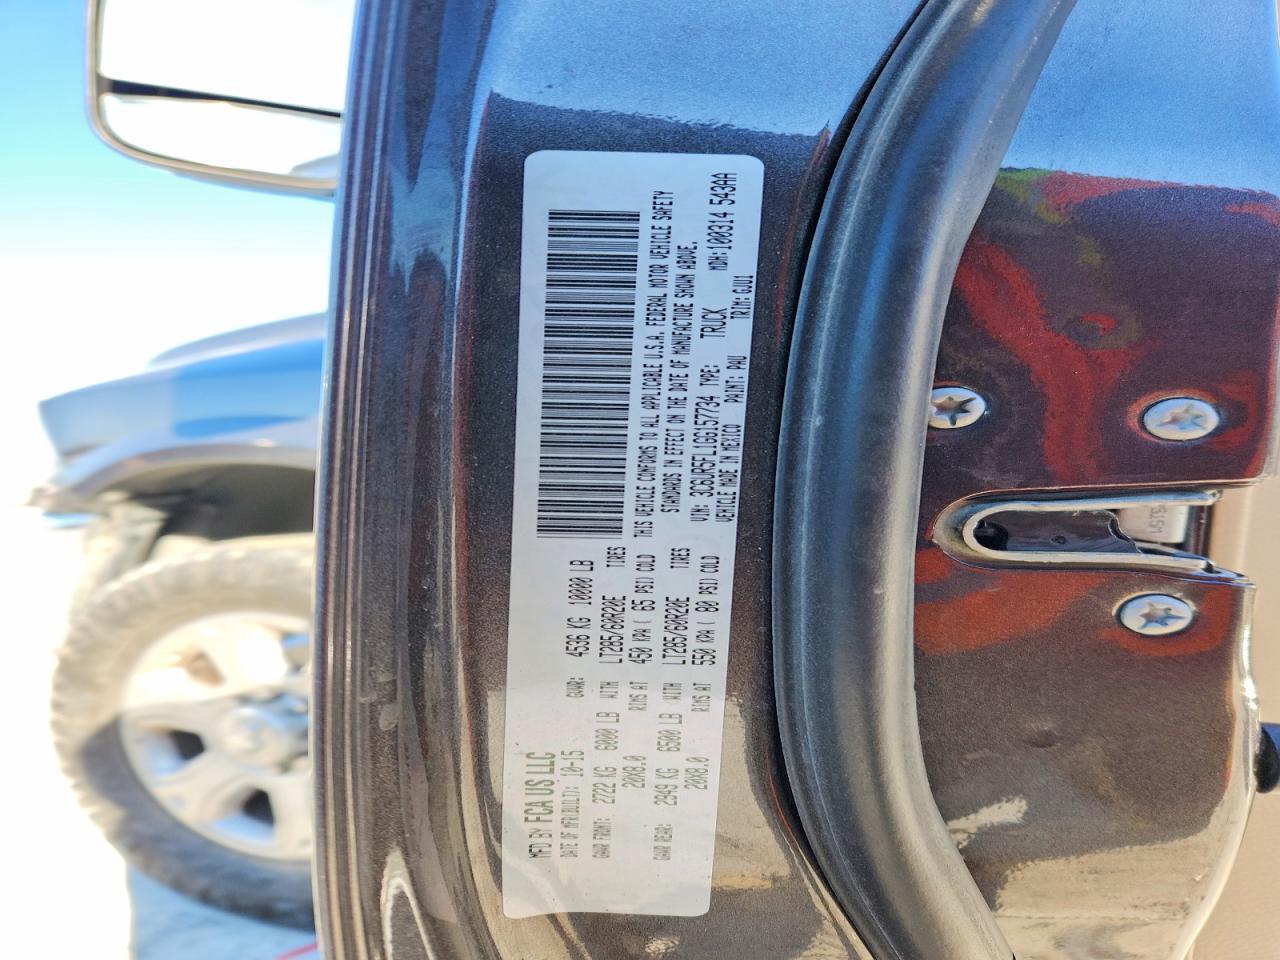 MFD BY FCA US LLC
DATE OF MFR(BUILT): 10-15 GVWR: 4536 KG 10000 LB
GAWR FRONT: 2722 KG 6000 LB WITH LT285/60R20E TIRES
20X8.0 RIMS AT 450 KPA ( 65 PSI) COLD
GAWR REAR: 2949 KG 6500 LB WITH LT285/60R20E TIRES
20X8.0 RIMS AT 550 KPA ( 80 PSI) COLD
THIS VEHICLE CONFORMS TO ALL APPLICABLE U.S.A. FEDERAL MOTOR VEHICLE SAFETY
STANDARDS IN EFFECT ON THE DATE OF MANUFACTURE SHOWN ABOVE.
VIN: 3C6UR5FL1GG157734 TYPE: TRUCK MDH: 100314 543AA
VEHICLE MADE IN MEXICO PAINT: PAU TRIM: GJU1